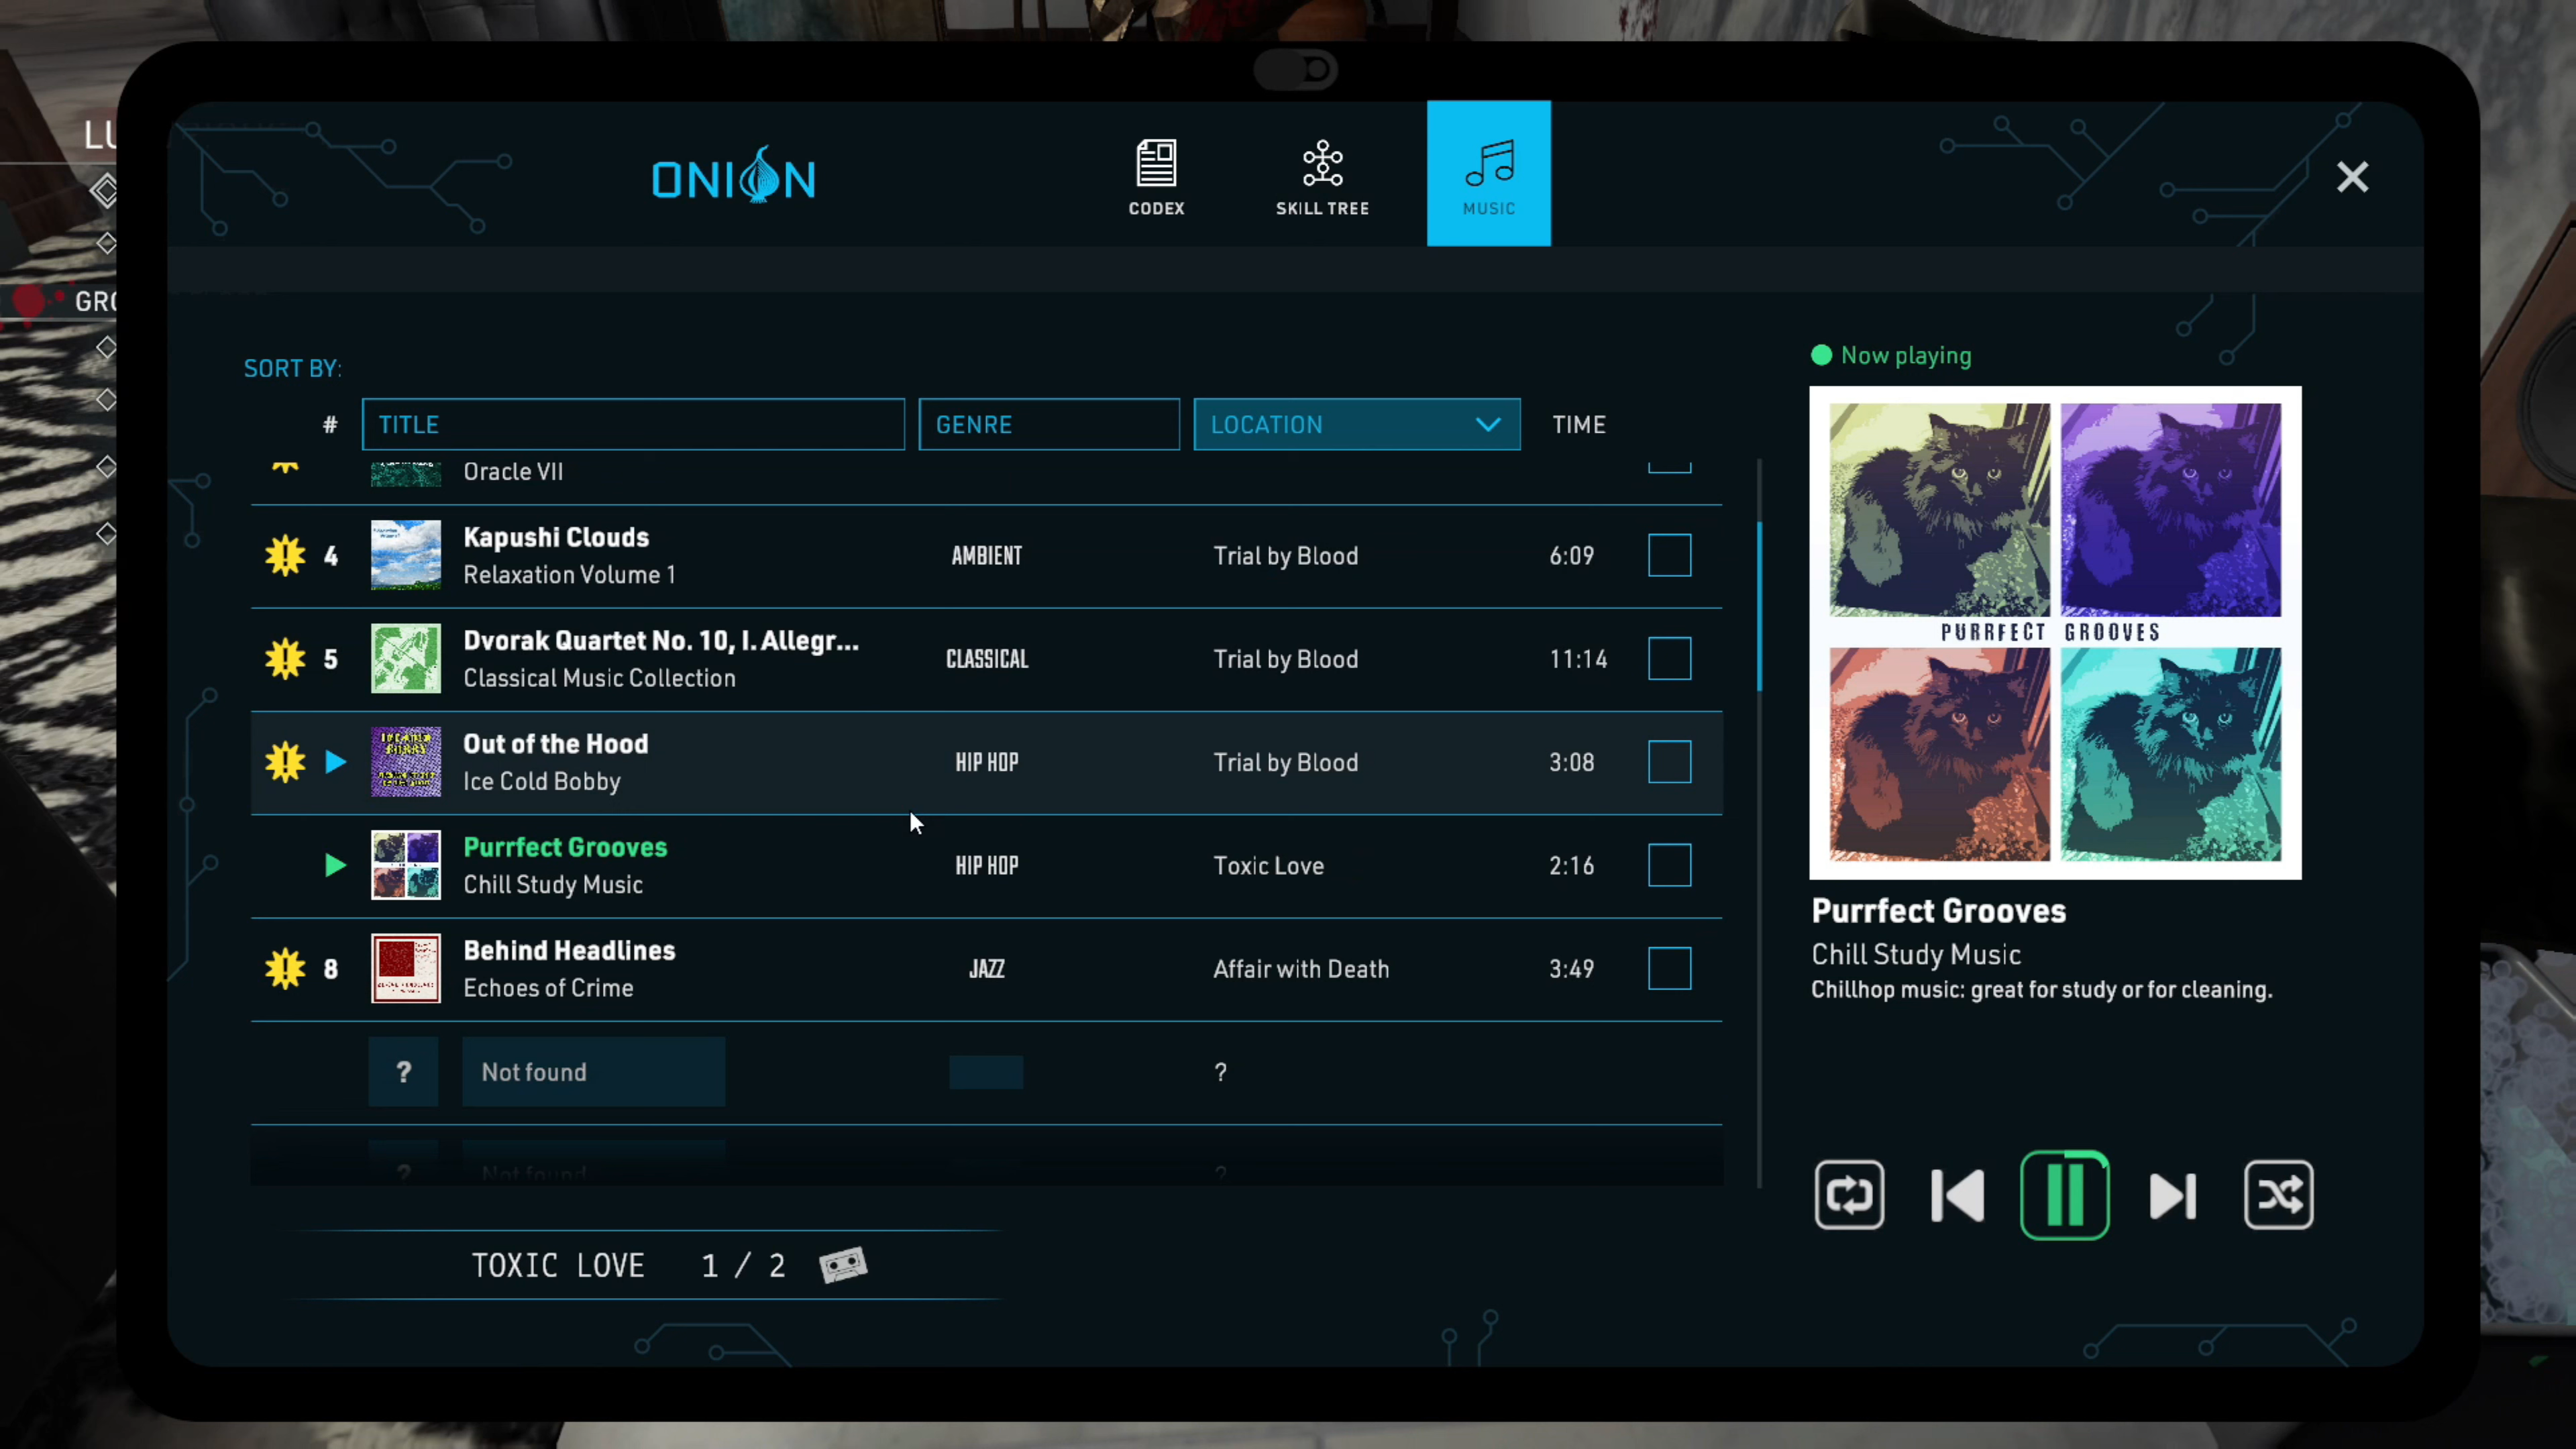 LU
ONION
CODEX
SKILL TREE
MUSIC
GRO
SORT BY:
# TITLE GENRE LOCATION TIME
Oracle VII
4 Kapushi Clouds AMBIENT Trial by Blood 6:09
Relaxation Volume 1
5 Dvorak Quartet No. 10, I. Allegr... CLASSICAL Trial by Blood 11:14
Classical Music Collection
Out of the Hood HIP HOP Trial by Blood 3:08
Ice Cold Bobby
Purrfect Grooves HIP HOP Toxic Love 2:16
Chill Study Music
8 Behind Headlines JAZZ Affair with Death 3:49
Echoes of Crime
? Not found ?
? Not found ?
TOXIC LOVE 1 / 2
Now playing
PURRFECT GROOVES
Purrfect Grooves
Chill Study Music
Chillhop music: great for study or for cleaning.